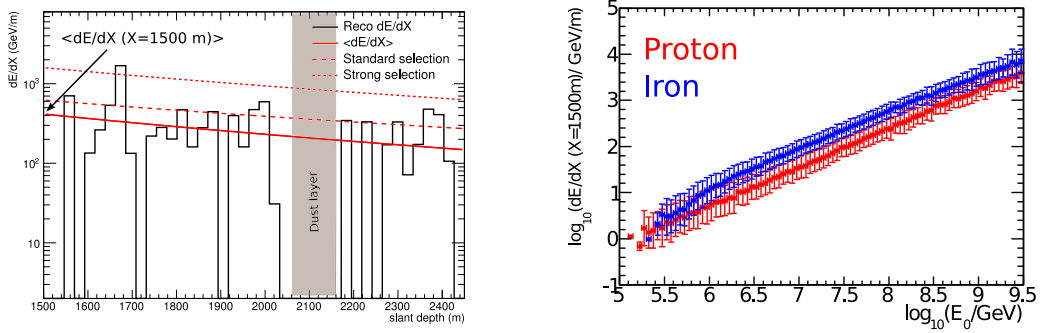 dE/dX (GeV/m)
<dE/dX (X=1500 m)>
Reco dE/dX
<dE/dX>
Standard selection
Strong selection
Dust layer
10³
10²
10
1500 1600 1700 1800 1900 2000 2100 2200 2300 2400
slant depth (m)
log₁₀(dE/dX (X=1500m)/ GeV/m)
Proton
Iron
5
4
3
2
1
0
-1
5 5.5 6 6.5 7 7.5 8 8.5 9 9.5
log₁₀(E₀/GeV)